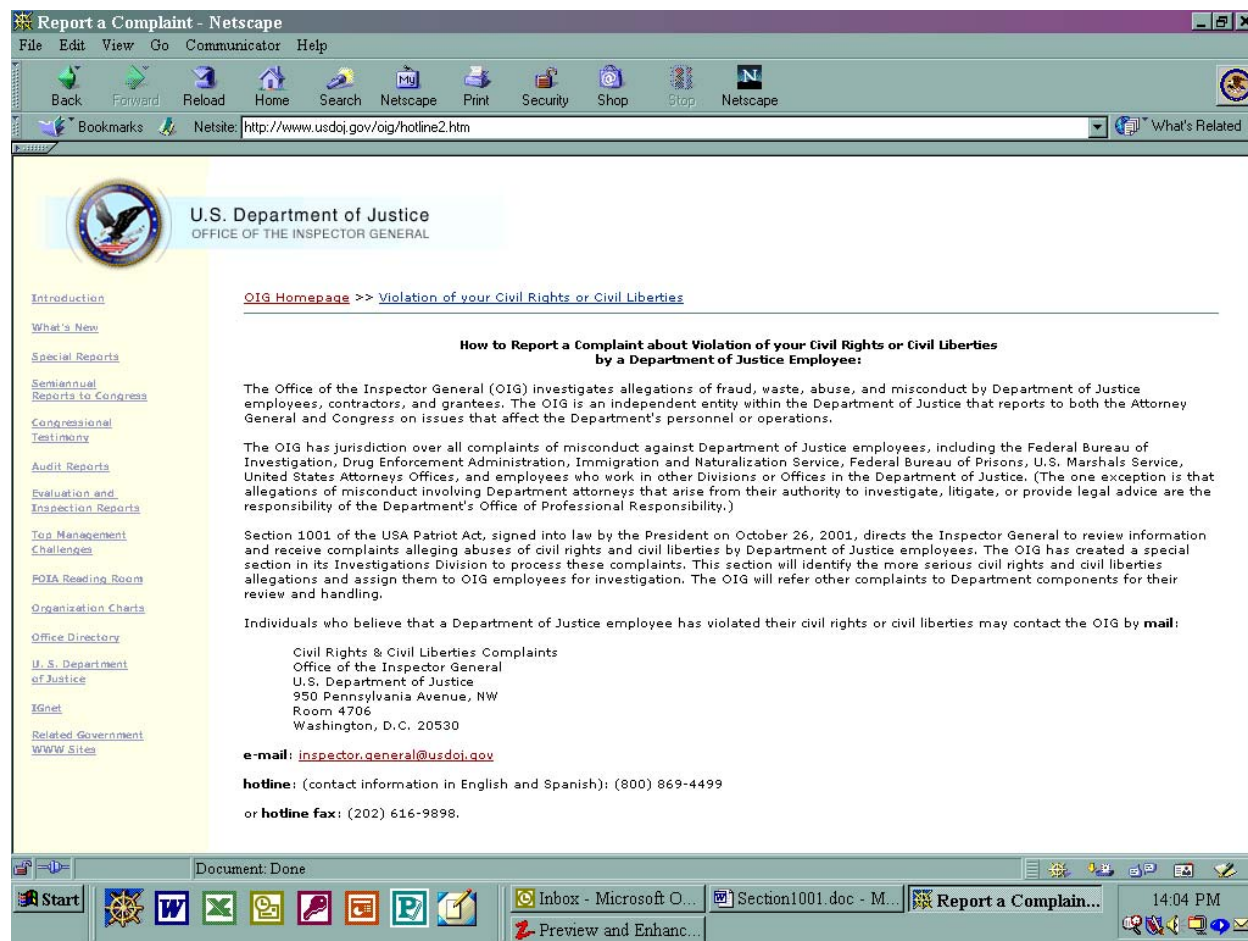 Report a Complaint - Netscape
File Edit View Go Communicator Help
Back Forward Reload Home Search Netscape Print Security Shop Stop Netscape
My
N
Bookmarks Netsite: http://www.usdoj.gov/oig/hotline2.htm What's Related
U.S. Department of Justice
OFFICE OF THE INSPECTOR GENERAL
Introduction
What's New
Special Reports
Semiannual
Reports to Congress
Congressional
Testimony
Audit Reports
Evaluation and
Inspection Reports
Top Management
Challenges
FOIA Reading Room
Organization Charts
Office Directory
U. S. Department
of Justice
IGnet
Related Government
WWW Sites
OIG Homepage >> Violation of your Civil Rights or Civil Liberties
How to Report a Complaint about Violation of your Civil Rights or Civil Liberties
by a Department of Justice Employee:
The Office of the Inspector General (OIG) investigates allegations of fraud, waste, abuse, and misconduct by Department of Justice
employees, contractors, and grantees. The OIG is an independent entity within the Department of Justice that reports to both the Attorney
General and Congress on issues that affect the Department's personnel or operations.
The OIG has jurisdiction over all complaints of misconduct against Department of Justice employees, including the Federal Bureau of
Investigation, Drug Enforcement Administration, Immigration and Naturalization Service, Federal Bureau of Prisons, U.S. Marshals Service,
United States Attorneys Offices, and employees who work in other Divisions or Offices in the Department of Justice. (The one exception is that
allegations of misconduct involving Department attorneys that arise from their authority to investigate, litigate, or provide legal advice are the
responsibility of the Department's Office of Professional Responsibility.)
Section 1001 of the USA Patriot Act, signed into law by the President on October 26, 2001, directs the Inspector General to review information
and receive complaints alleging abuses of civil rights and civil liberties by Department of Justice employees. The OIG has created a special
section in its Investigations Division to process these complaints. This section will identify the more serious civil rights and civil liberties
allegations and assign them to OIG employees for investigation. The OIG will refer other complaints to Department components for their
review and handling.
Individuals who believe that a Department of Justice employee has violated their civil rights or civil liberties may contact the OIG by mail:
Civil Rights & Civil Liberties Complaints
Office of the Inspector General
U.S. Department of Justice
950 Pennsylvania Avenue, NW
Room 4706
Washington, D.C. 20530
e-mail: inspector.general@usdoj.gov
hotline: (contact information in English and Spanish): (800) 869-4499
or hotline fax: (202) 616-9898.
Document: Done
Start Inbox - Microsoft O... Section1001.doc - M... Report a Complain... 14:04 PM
Preview and Enhanc...